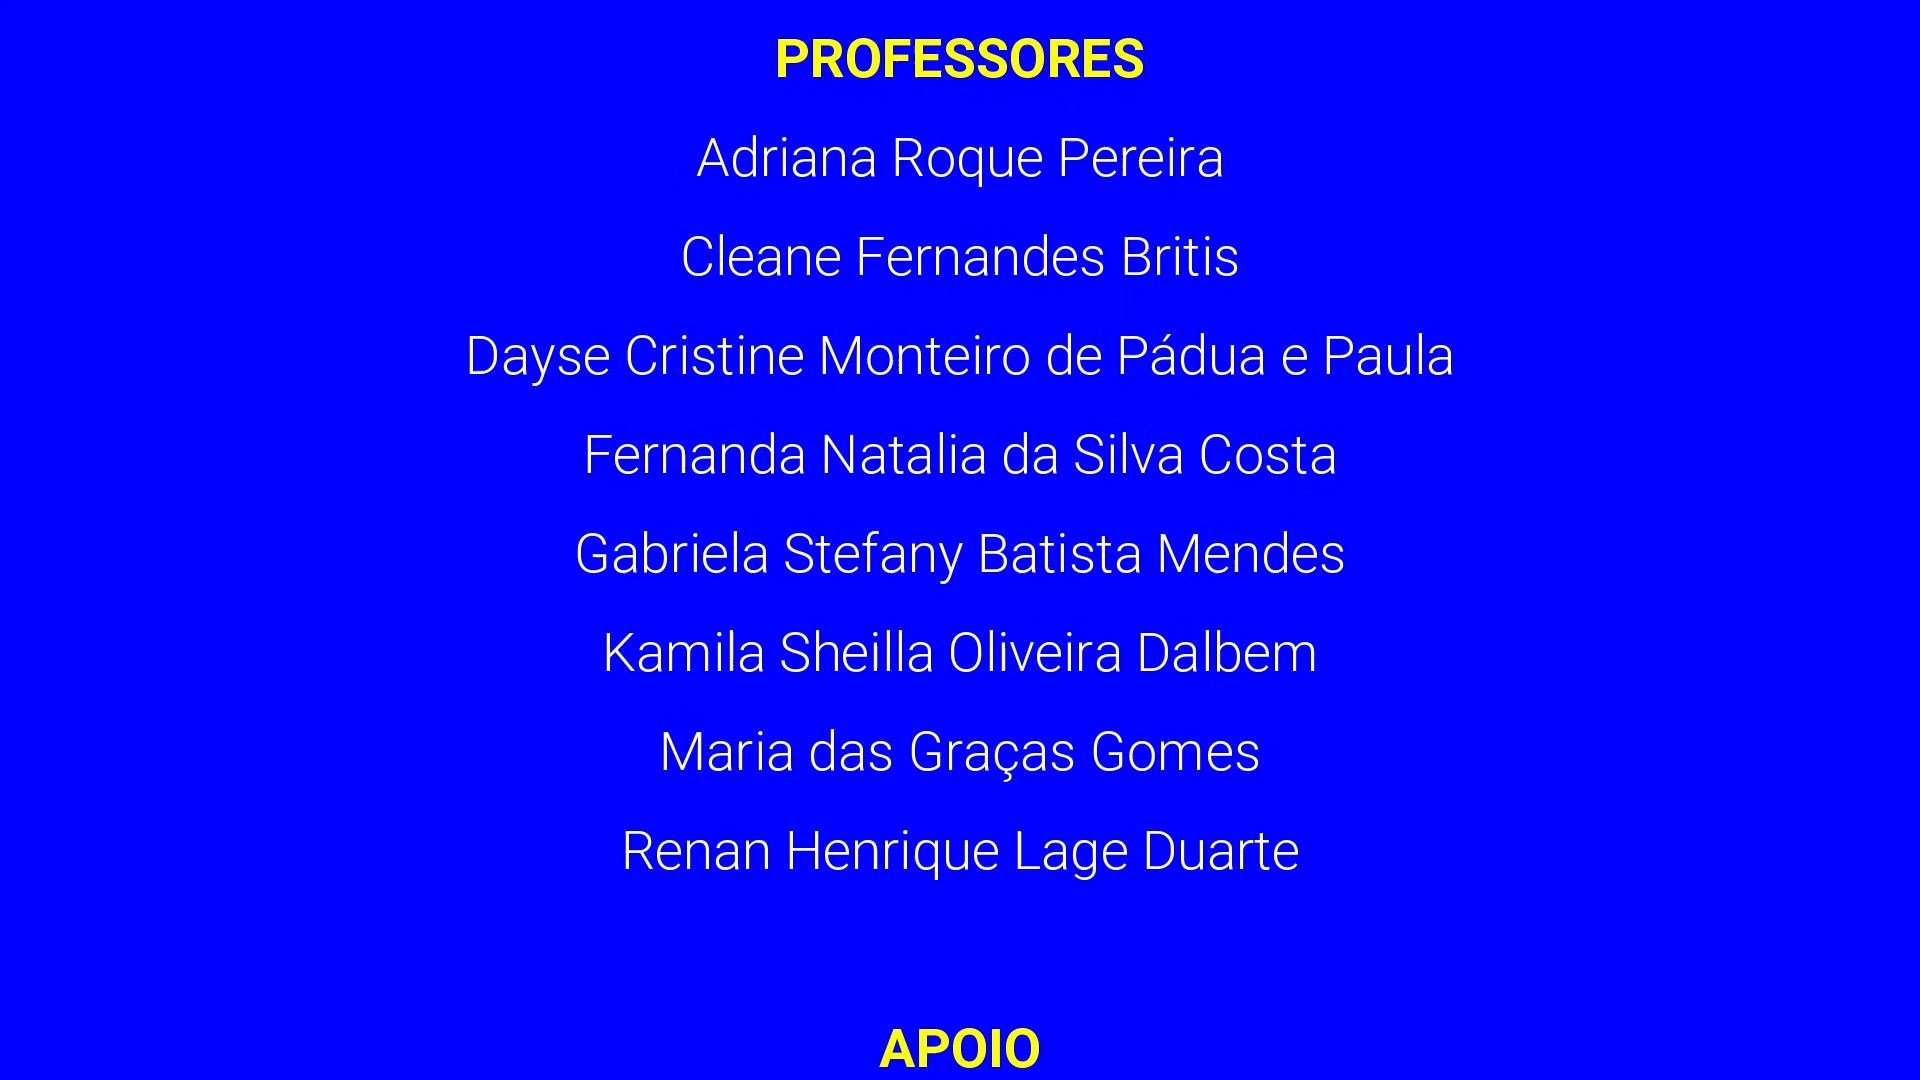 PROFESSORES
Adriana Roque Pereira
Cleane Fernandes Britis
Dayse Cristine Monteiro de Pádua e Paula
Fernanda Natalia da Silva Costa
Gabriela Stefany Batista Mendes
Kamila Sheilla Oliveira Dalbem
Maria das Graças Gomes
Renan Henrique Lage Duarte
APOIO